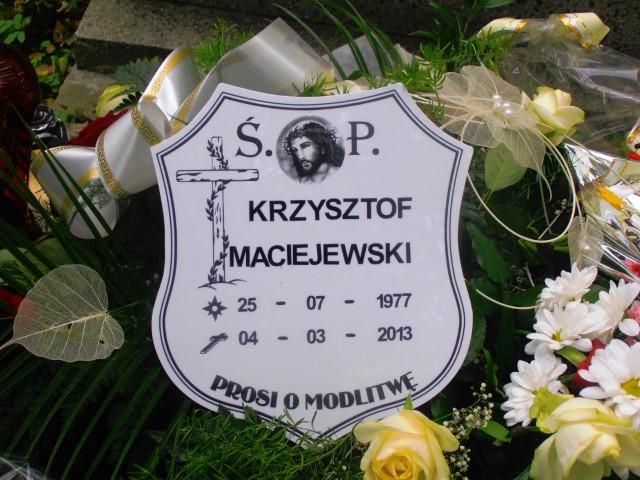 Ś. P.
KRZYSZTOF
MACIEJEWSKI
25 - 07 - 1977
04 - 03 - 2013
PROSI O MODLITWĘ